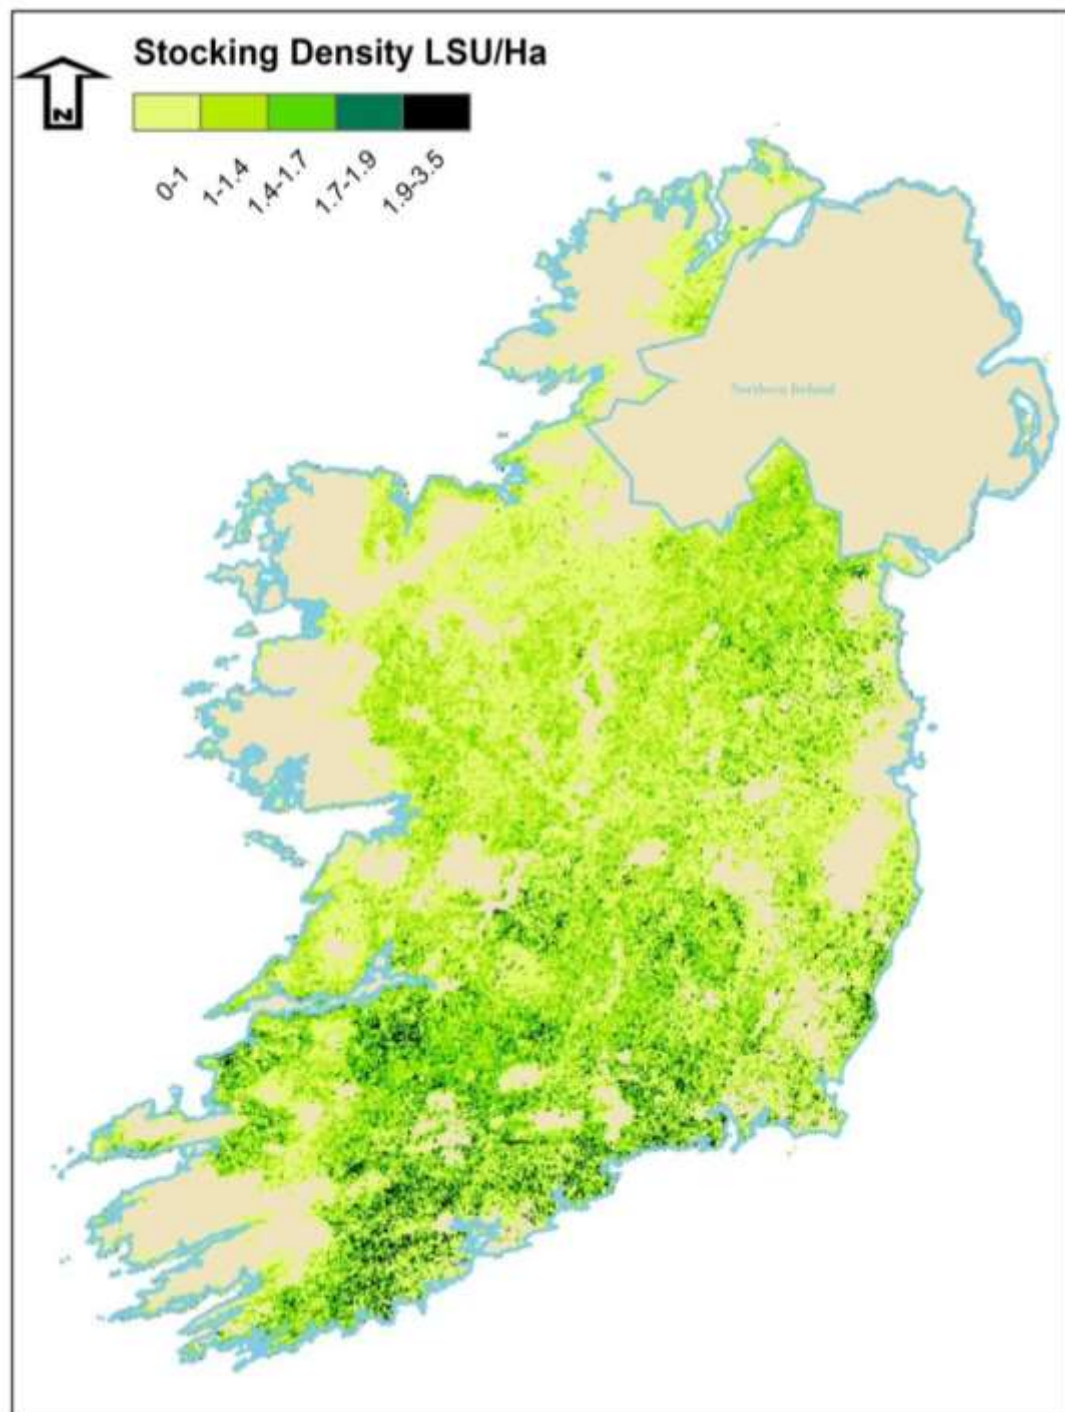 Stocking Density LSU/Ha
N
0-1
1-1.4
1.4-1.7
1.7-1.9
1.9-3.5
Northern Ireland